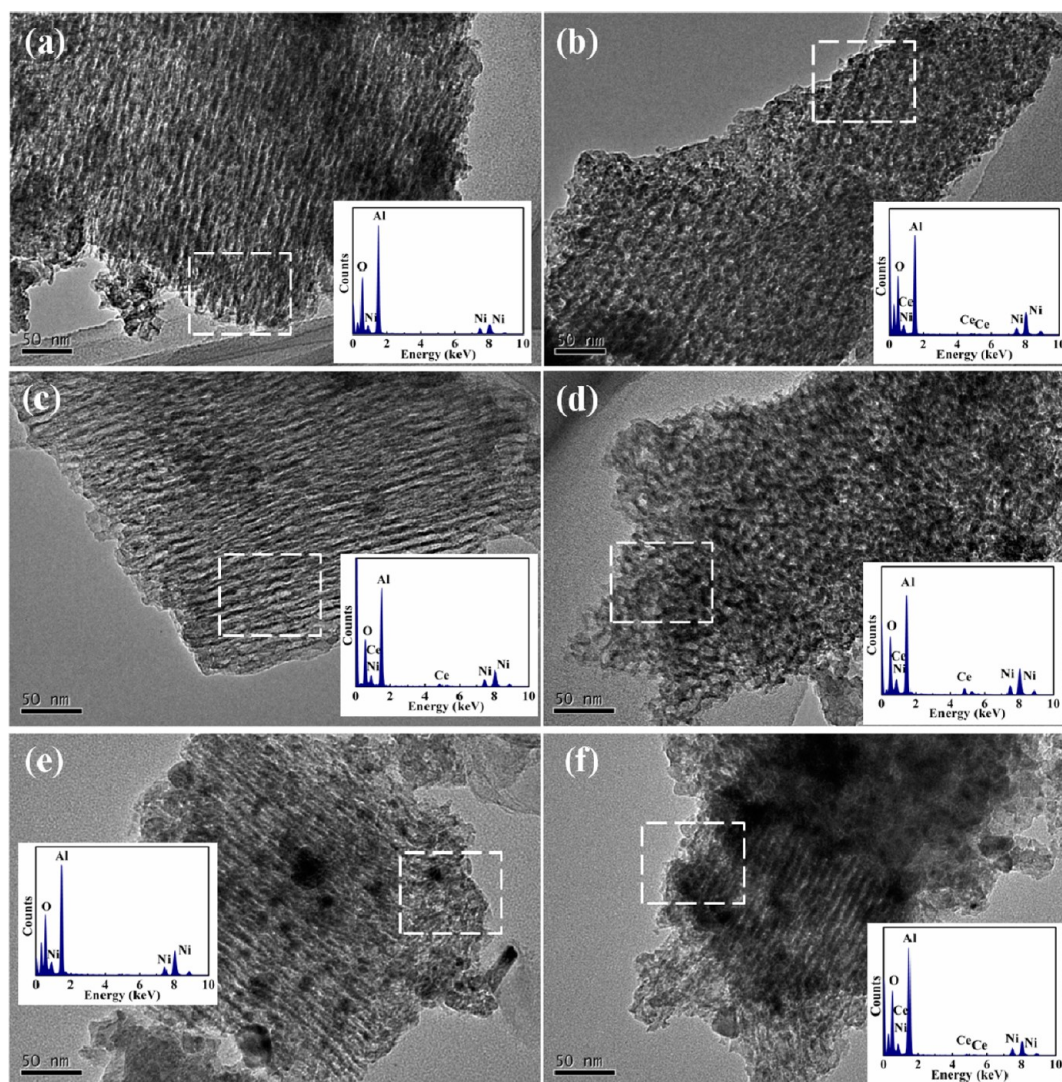 (a)
Al
O
Ni
Ni
Ni
Counts
0 2 4 6 8 10
Energy (keV)
50 nm
(b)
Al
O
Ce
Ni
CeCe
Ni
Ni
Counts
0 2 4 6 8 10
Energy (keV)
50 nm
(c)
Al
O
Ce
Ni
Ce
Ni
Ni
Counts
0 2 4 6 8 10
Energy (keV)
50 nm
(d)
Al
O
Ce
Ni
Ce
Ni
Ni
Counts
0 2 4 6 8 10
Energy (keV)
50 nm
(e)
Al
O
Ni
Ni
Ni
Counts
0 2 4 6 8 10
Energy (keV)
50 nm
(f)
Al
O
Ce
Ni
CeCe
Ni
Ni
Counts
0 2 4 6 8 10
Energy (keV)
50 nm